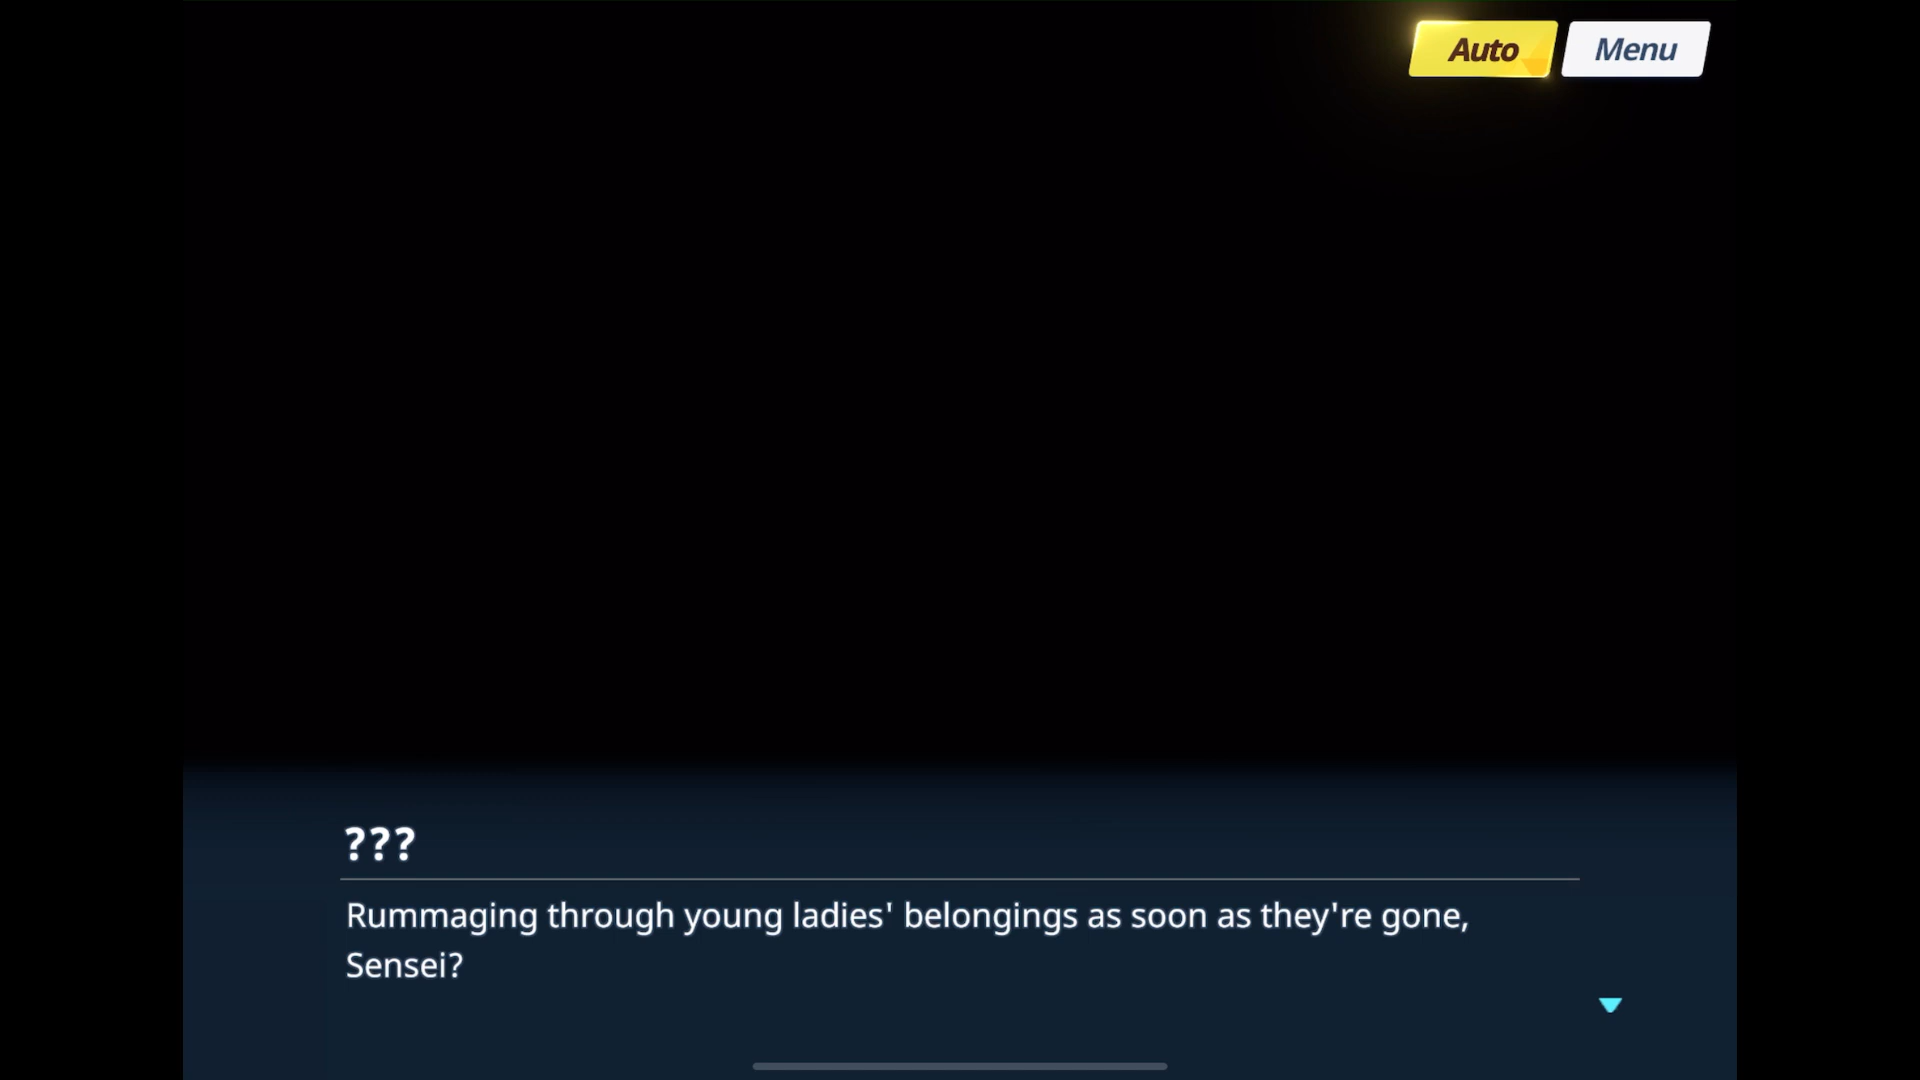 Auto Menu
???
Rummaging through young ladies' belongings as soon as they're gone,
Sensei?